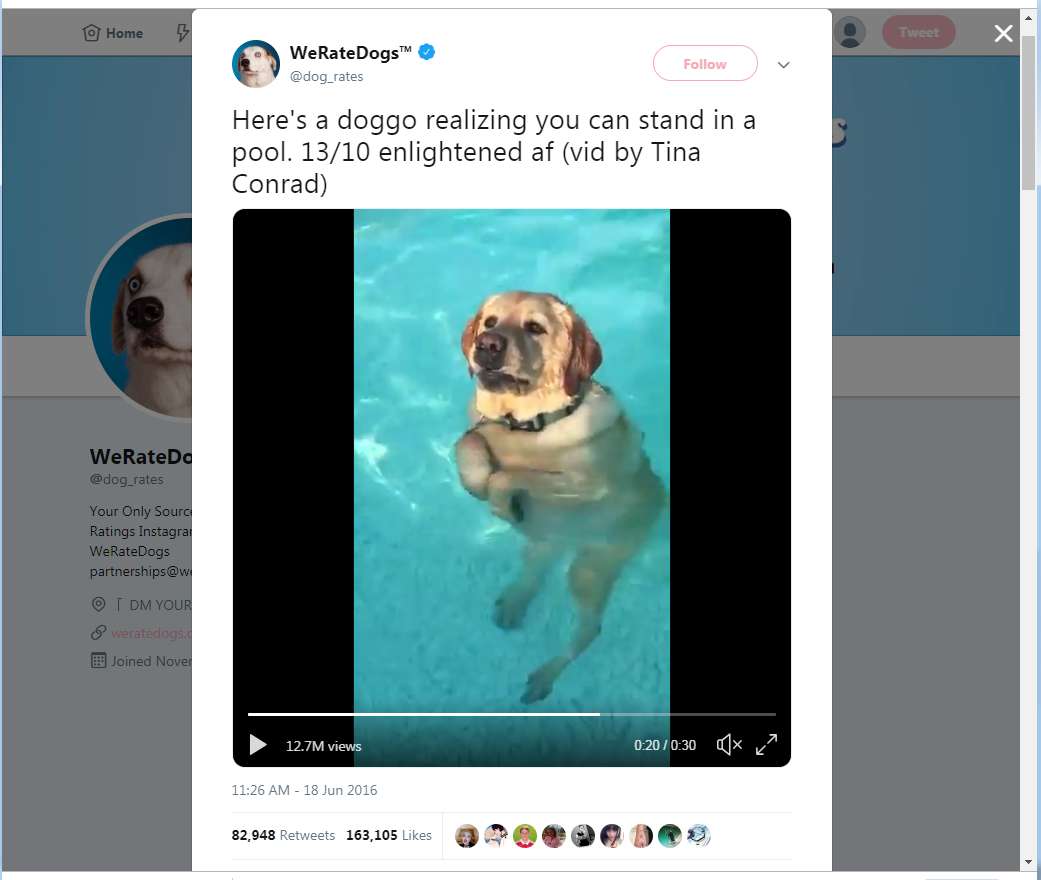 Home
Tweet
WeRateDogs™
@dog_rates
Follow
Here's a doggo realizing you can stand in a
pool. 13/10 enlightened af (vid by Tina
Conrad)
12.7M views
0:20 / 0:30
11:26 AM - 18 Jun 2016
82,948 Retweets 163,105 Likes
WeRateDo
@dog_rates
Your Only Source
Ratings Instagra
WeRateDogs
partnerships@we
「 DM YOUR
weratedogs.c
Joined Nove